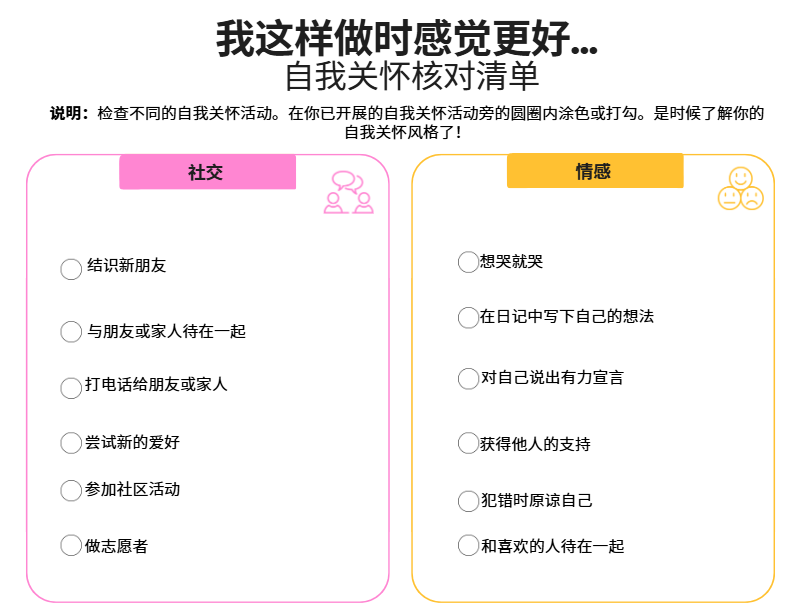 我这样做时感觉更好...
自我关怀核对清单
说明：检查不同的自我关怀活动。在你已开展的自我关怀活动旁的圆圈内涂色或打勾。是时候了解你的
自我关怀风格了!
社交
结识新朋友
与朋友或家人待在一起
打电话给朋友或家人
尝试新的爱好
参加社区活动
做志愿者
情感
想哭就哭
在日记中写下自己的想法
对自己说出有力宣言
获得他人的支持
犯错时原谅自己
和喜欢的人待在一起